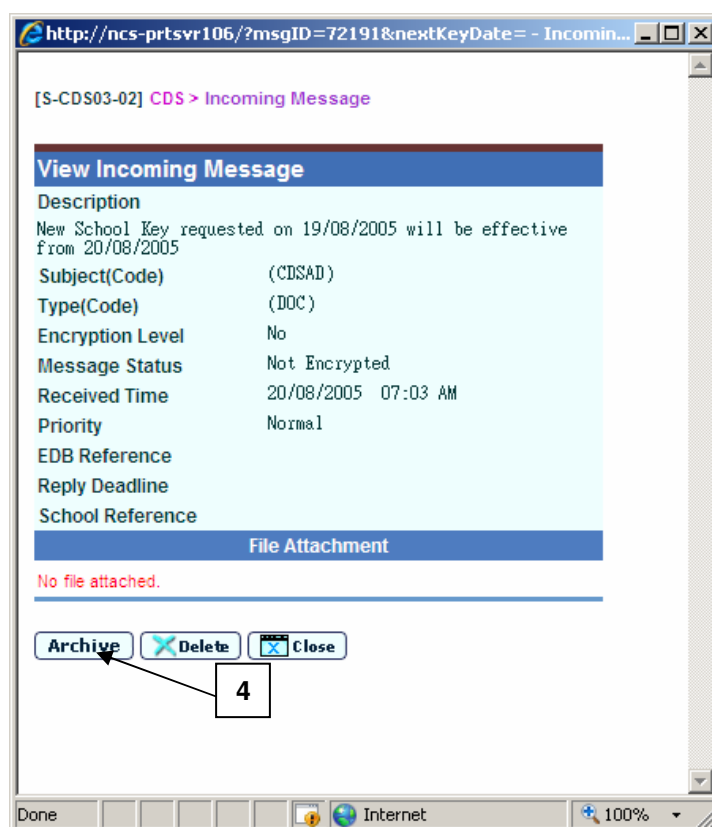 http://ncs-prtsvr106/?msgID=72191&nextKeyDate= - Incomin...
[S-CDS03-02] CDS > Incoming Message
View Incoming Message
Description
New School Key requested on 19/08/2005 will be effective
from 20/08/2005
Subject(Code) (CDSAD)
Type(Code) (DOC)
Encryption Level No
Message Status Not Encrypted
Received Time 20/08/2005 07:03 AM
Priority Normal
EDB Reference
Reply Deadline
School Reference
File Attachment
No file attached.
Archive Delete Close
4
Done Internet 100%